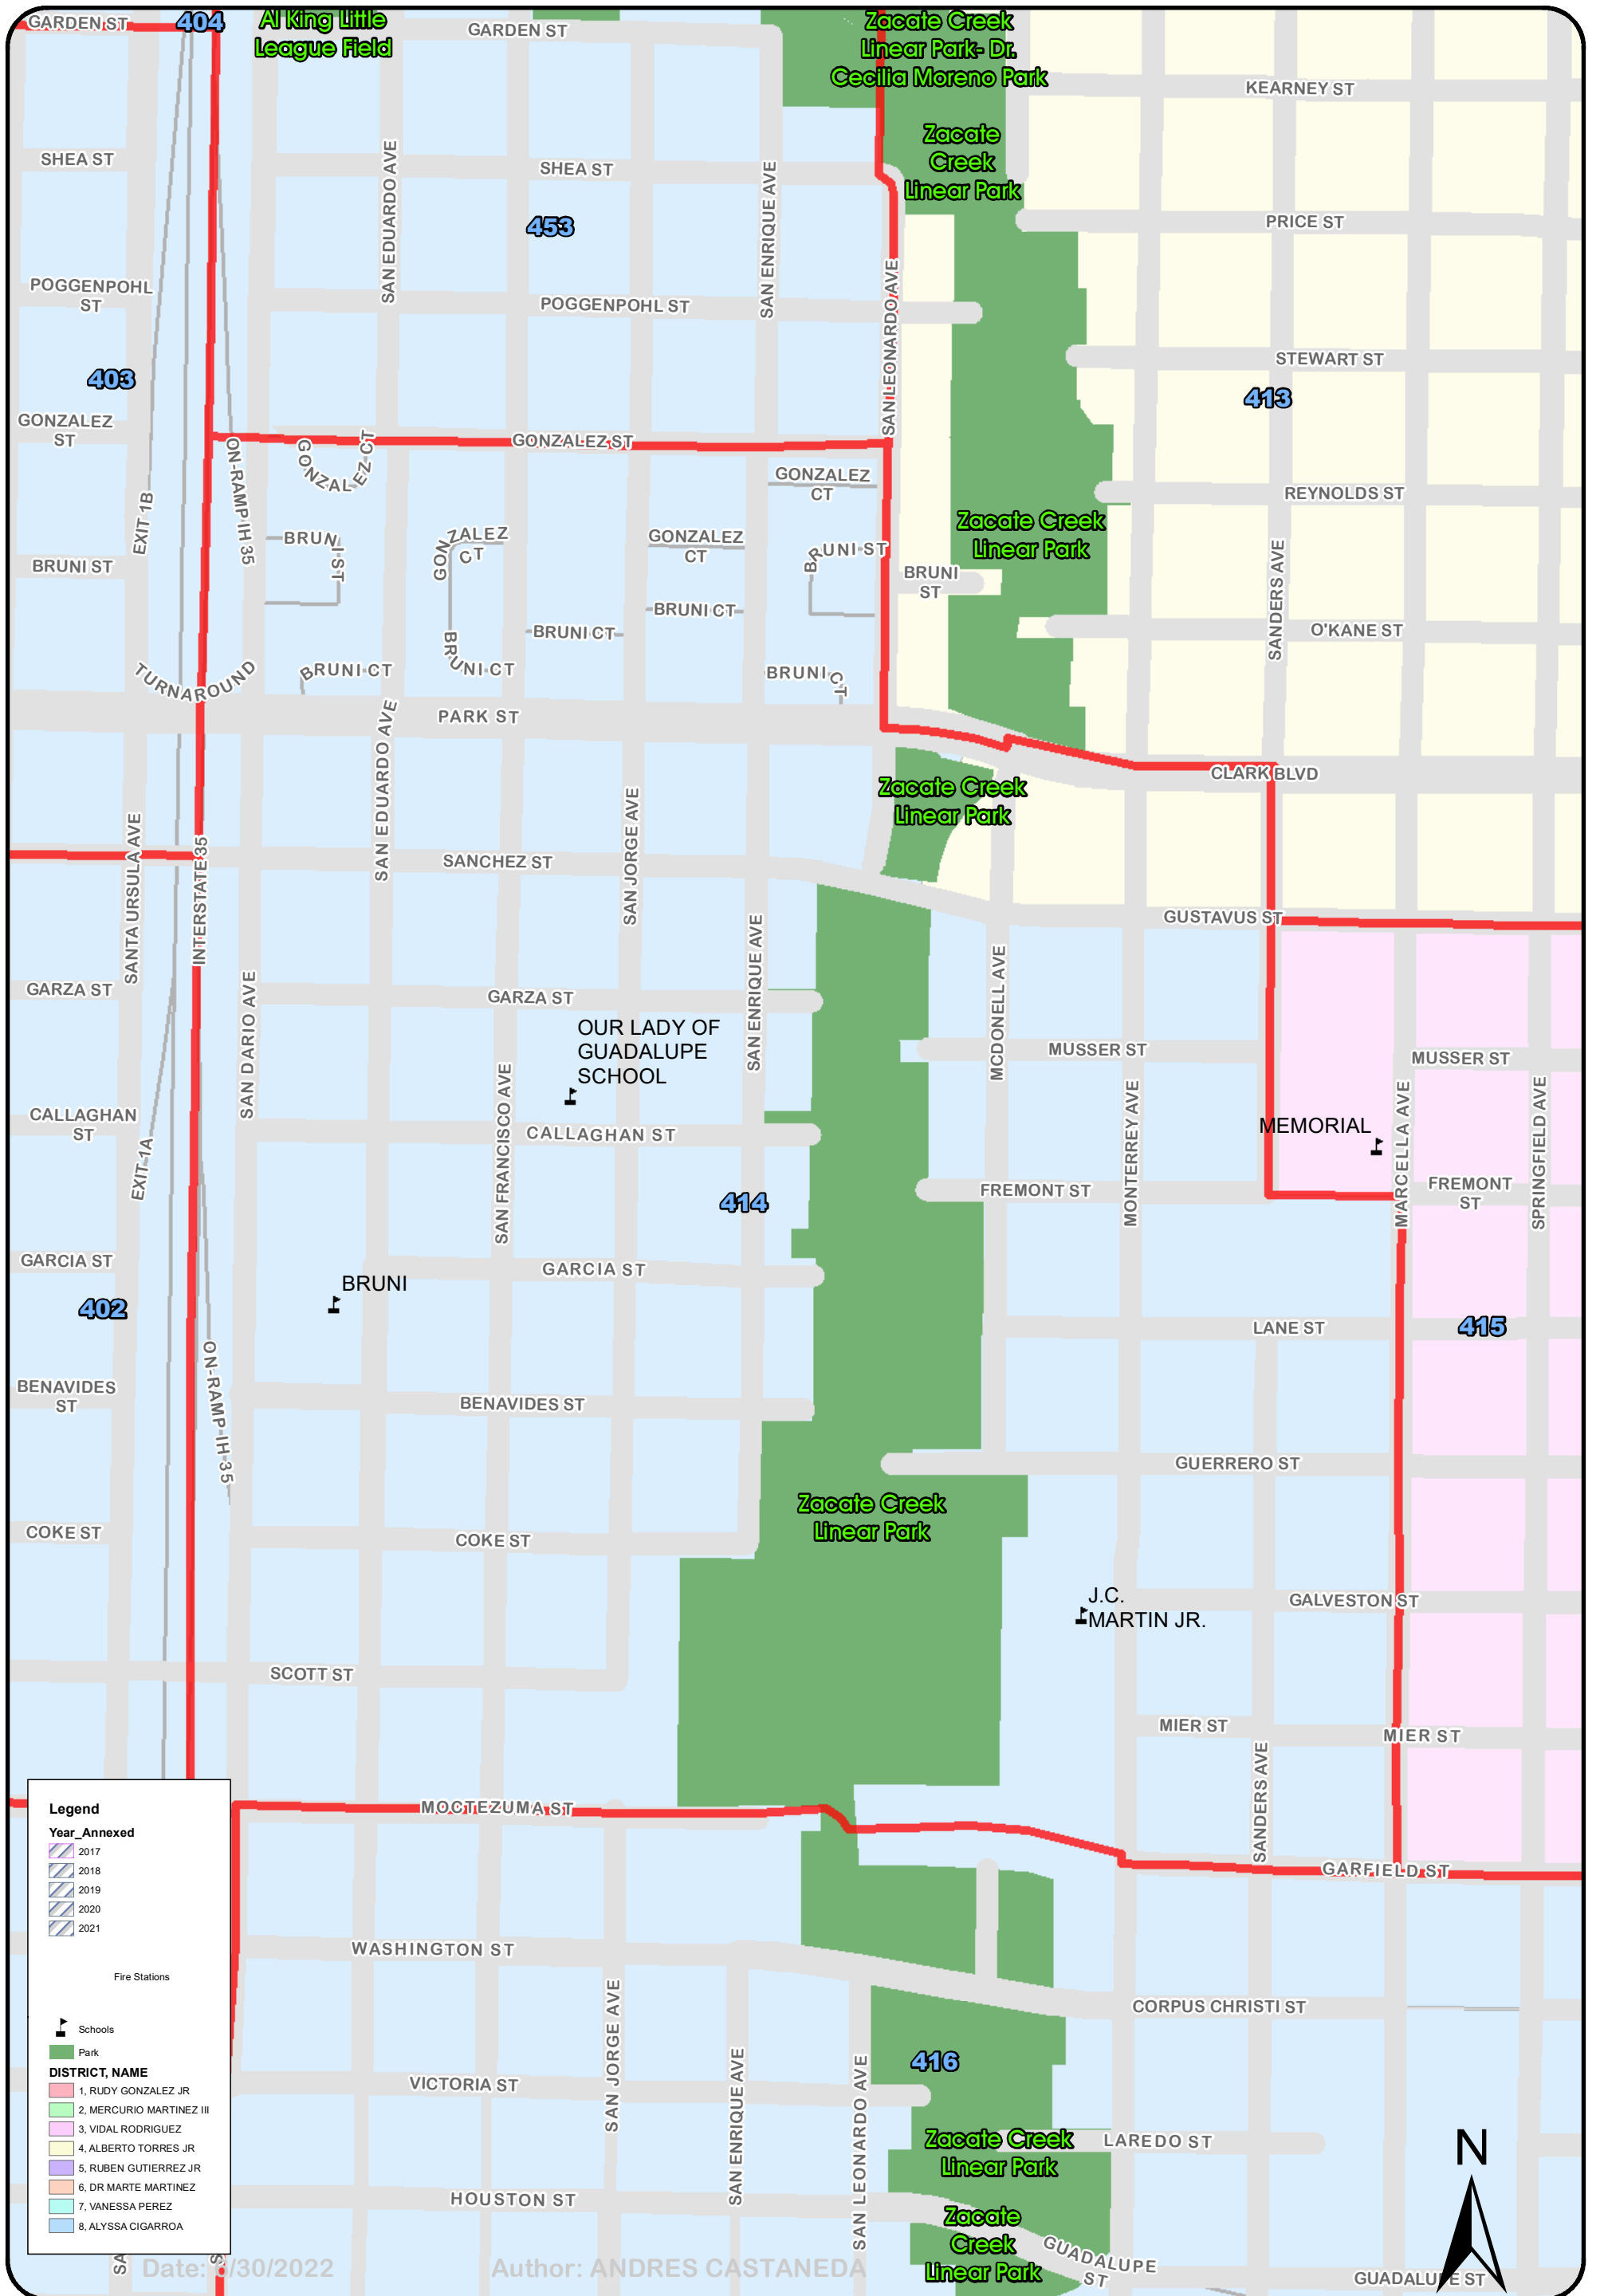 GARDEN ST
404
Al King Little
League Field
GARDEN ST
Zacate Creek
Linear Park- Dr.
Cecilia Moreno Park
KEARNEY ST
Zacate
Creek
Linear Park
SHEA ST
SAN EDUARDO AVE
SHEA ST
SAN ENRIQUE AVE
453
PRICE ST
POGGENPOHL
ST
POGGENPOHL ST
SAN LEONARDO AVE
STEWART ST
403
413
GONZALEZ
ST
GONZALEZ ST
ON-RAMP IH 35
GONZALEZ CT
GONZALEZ
CT
EXIT 1B
REYNOLDS ST
Zacate Creek
Linear Park
BRUNI ST
GONZALEZ
CT
GONZALEZ
CT
BRUNI ST
BRUNI ST
BRUNI
ST
SANDERS AVE
BRUNI CT
BRUNI CT
O'KANE ST
TURNAROUND
BRUNI CT
BRUNI CT
BRUNI CT
PARK ST
SAN EDUARDO AVE
CLARK BLVD
Zacate Creek
Linear Park
SANTA URSULA AVE
INTERSTATE 35
SANCHEZ ST
SAN JORGE AVE
GUSTAVUS ST
GARZA ST
SAN DARIO AVE
GARZA ST
SAN ENRIQUE AVE
MCDONELL AVE
OUR LADY OF
GUADALUPE
SCHOOL
MUSSER ST
MUSSER ST
CALLAGHAN
ST
EXIT 1A
SAN FRANCISCO AVE
CALLAGHAN ST
MONTERREY AVE
MEMORIAL
MARCELLA AVE
SPRINGFIELD AVE
414
FREMONT ST
FREMONT
ST
GARCIA ST
GARCIA ST
BRUNI
402
LANE ST
415
ON-RAMP IH 35
BENAVIDES
ST
BENAVIDES ST
GUERRERO ST
Zacate Creek
Linear Park
COKE ST
COKE ST
J.C.
MARTIN JR.
GALVESTON ST
SCOTT ST
MIER ST
MIER ST
SANDERS AVE
MOCTEZUMA ST
GARFIELD ST
Legend
Year_Annexed
2017
2018
2019
2020
2021
Fire Stations
Schools
Park
DISTRICT, NAME
1, RUDY GONZALEZ JR
2, MERCURIO MARTINEZ III
3, VIDAL RODRIGUEZ
4, ALBERTO TORRES JR
5, RUBEN GUTIERREZ JR
6, DR MARTE MARTINEZ
7, VANESSA PEREZ
8, ALYSSA CIGARROA
WASHINGTON ST
SAN JORGE AVE
CORPUS CHRISTI ST
416
VICTORIA ST
SAN ENRIQUE AVE
SAN LEONARDO AVE
Zacate Creek
Linear Park
LAREDO ST
N
HOUSTON ST
Zacate
Creek
Linear Park
GUADALUPE
ST
GUADALUPE ST
Date: /30/2022
Author: ANDRES CASTANEDA